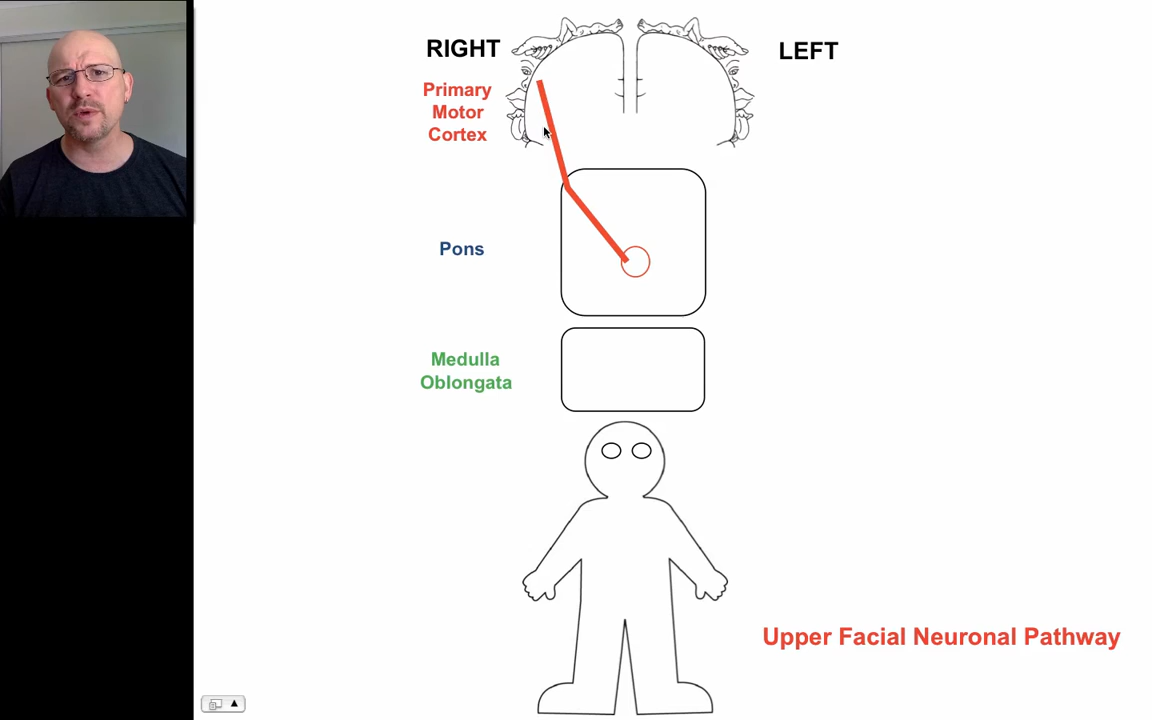 RIGHT
LEFT
Primary
Motor
Cortex
Pons
Medulla
Oblongata
Upper Facial Neuronal Pathway